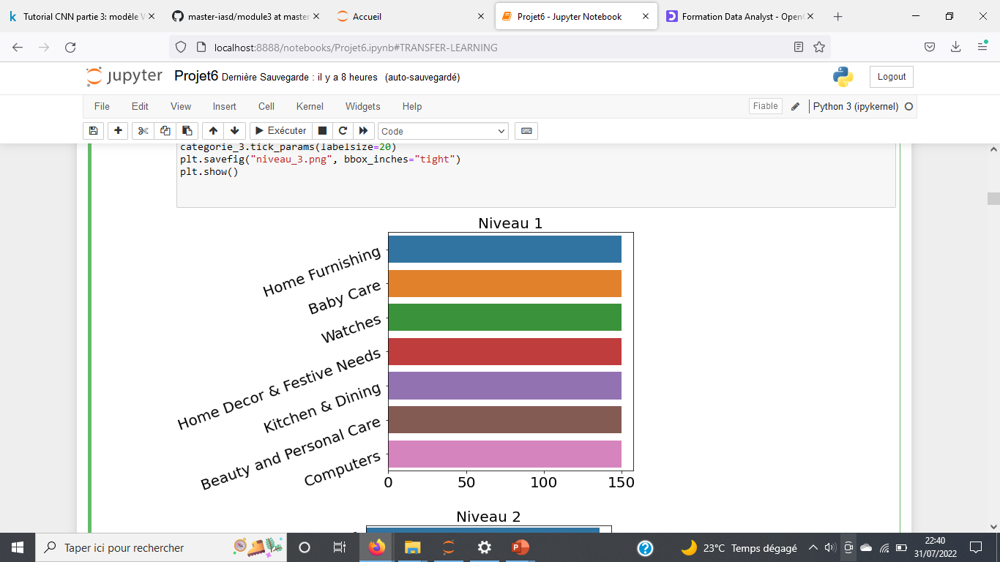 Tutorial CNN partie 3: modèle V
master-iasd/module3 at master
Accueil
Projet6 - Jupyter Notebook
Formation Data Analyst - OpenC
localhost:8888/notebooks/Projet6.ipynb#TRANSFER-LEARNING
jupyter Projet6 Dernière Sauvegarde : il y a 8 heures (auto-sauvegardé)
Logout
File Edit View Insert Cell Kernel Widgets Help
Fiable
Python 3 (ipykernel)
Exécuter
Code
categorie_3.tick_params(labelsize=20)
plt.savefig("niveau_3.png", bbox_inches="tight")
plt.show()
Niveau 1
Home Furnishing
Baby Care
Watches
Home Decor & Festive Needs
Kitchen & Dining
Beauty and Personal Care
Computers
0 50 100 150
Niveau 2
Taper ici pour rechercher
23°C Temps dégagé
22:40
31/07/2022